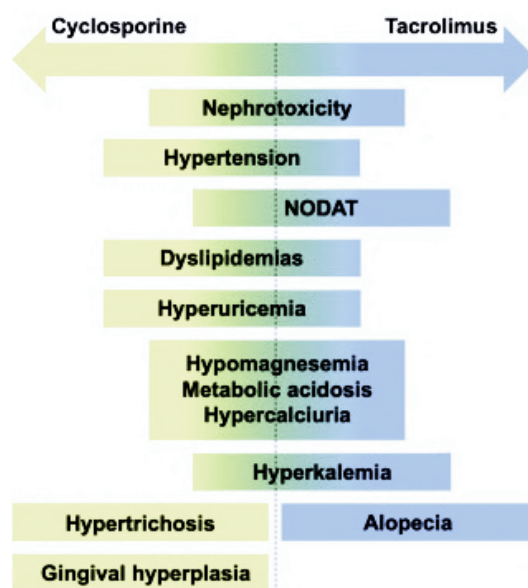 Cyclosporine
Tacrolimus
Nephrotoxicity
Hypertension
NODAT
Dyslipidemias
Hyperuricemia
Hypomagnesemia
Metabolic acidosis
Hypercalciuria
Hyperkalemia
Hypertrichosis
Alopecia
Gingival hyperplasia